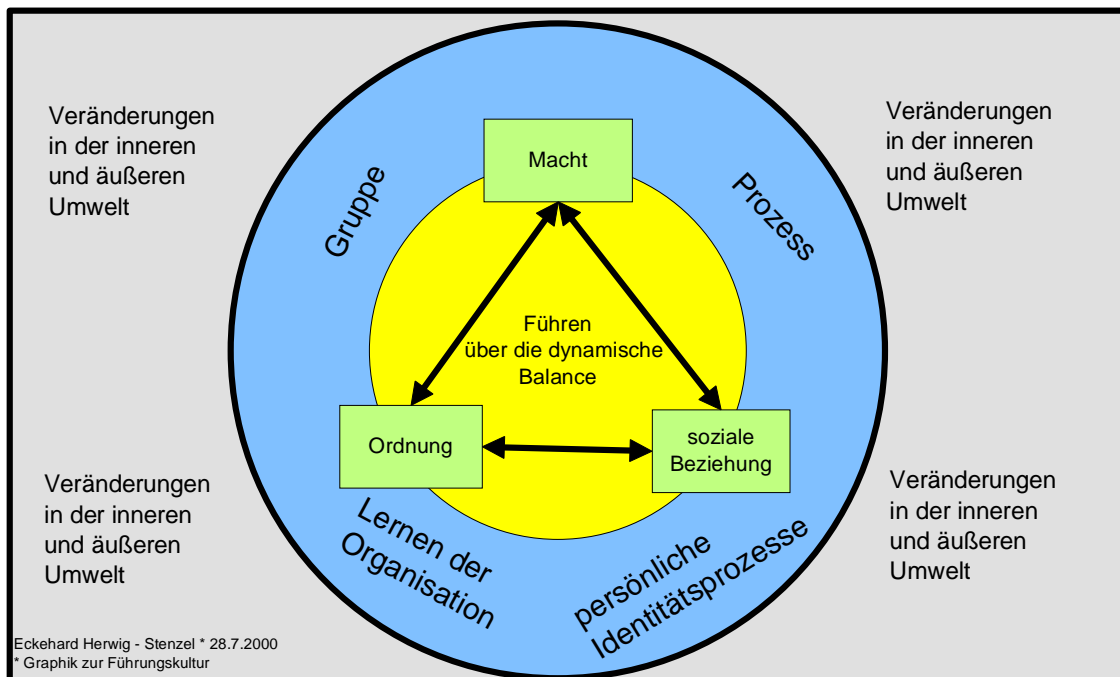 Veränderungen
in der inneren
und äußeren
Umwelt
Veränderungen
in der inneren
und äußeren
Umwelt
Gruppe
Macht
Prozess
Führen
über die dynamische
Balance
Ordnung
soziale
Beziehung
Veränderungen
in der inneren
und äußeren
Umwelt
Lernen der
Organisation
persönliche
Identitätsprozesse
Veränderungen
in der inneren
und äußeren
Umwelt
Eckehard Herwig - Stenzel * 28.7.2000
* Graphik zur Führungskultur